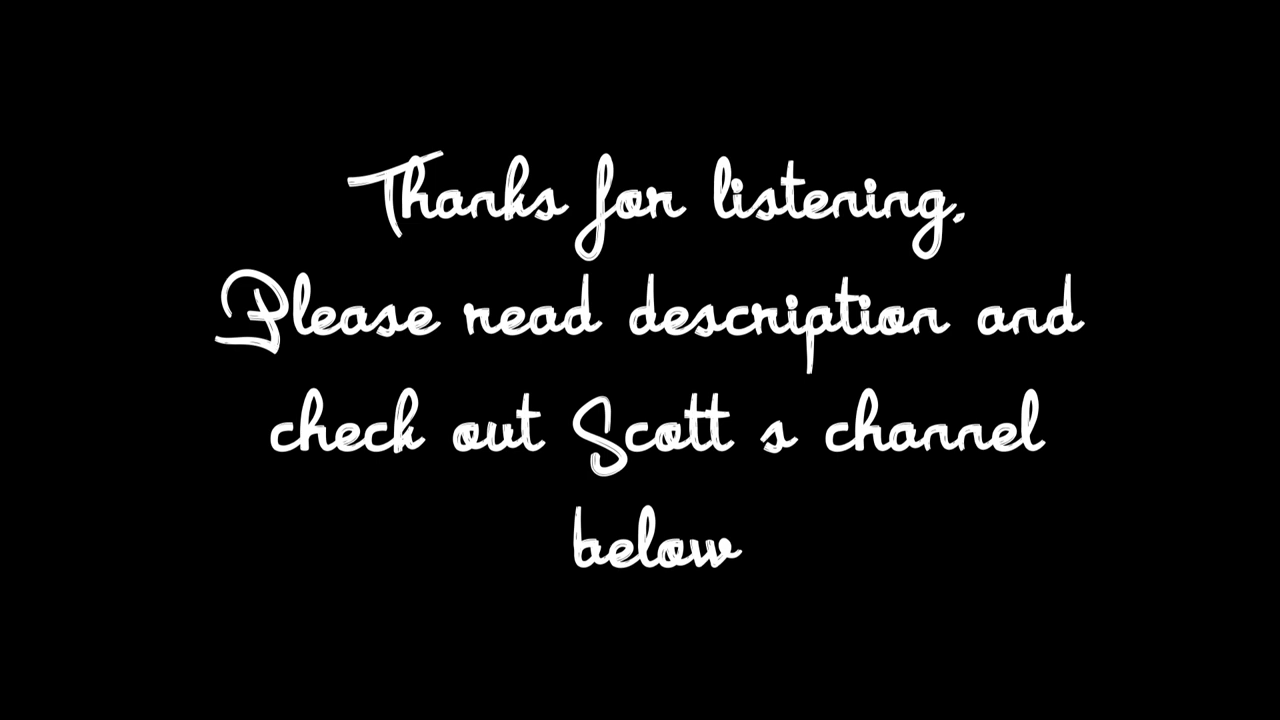 Thanks for listening.
Please read description and
check out Scott s channel
below